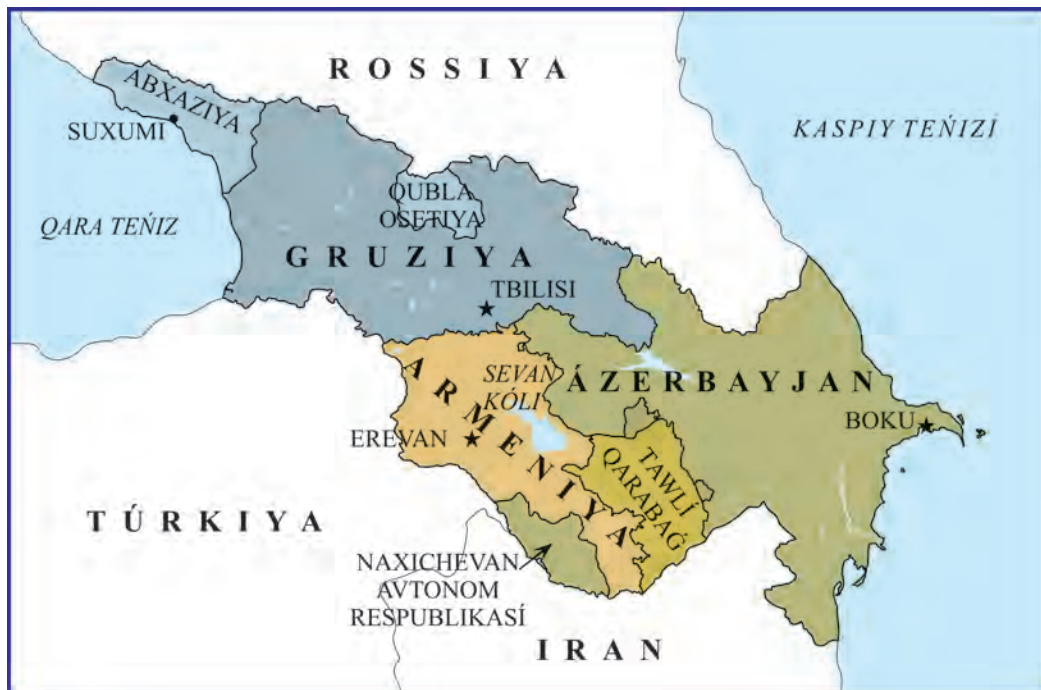 ROSSIYA
ABXAZIYA
SUXUMI
KASPIY TEŃIZÍ
QUBLA
OSETIYA
QARA TEŃIZ
GRUZIYA
TBILISI
SEVAN
KÓLI
ÁZERBAYJAN
ARMENIYA
BOKU
EREVAN
TAWLÍ
QARABAǴ
TÚRKIYA
NAXICHEVAN
AVTONOM
RESPUBLIKASÍ
IRAN